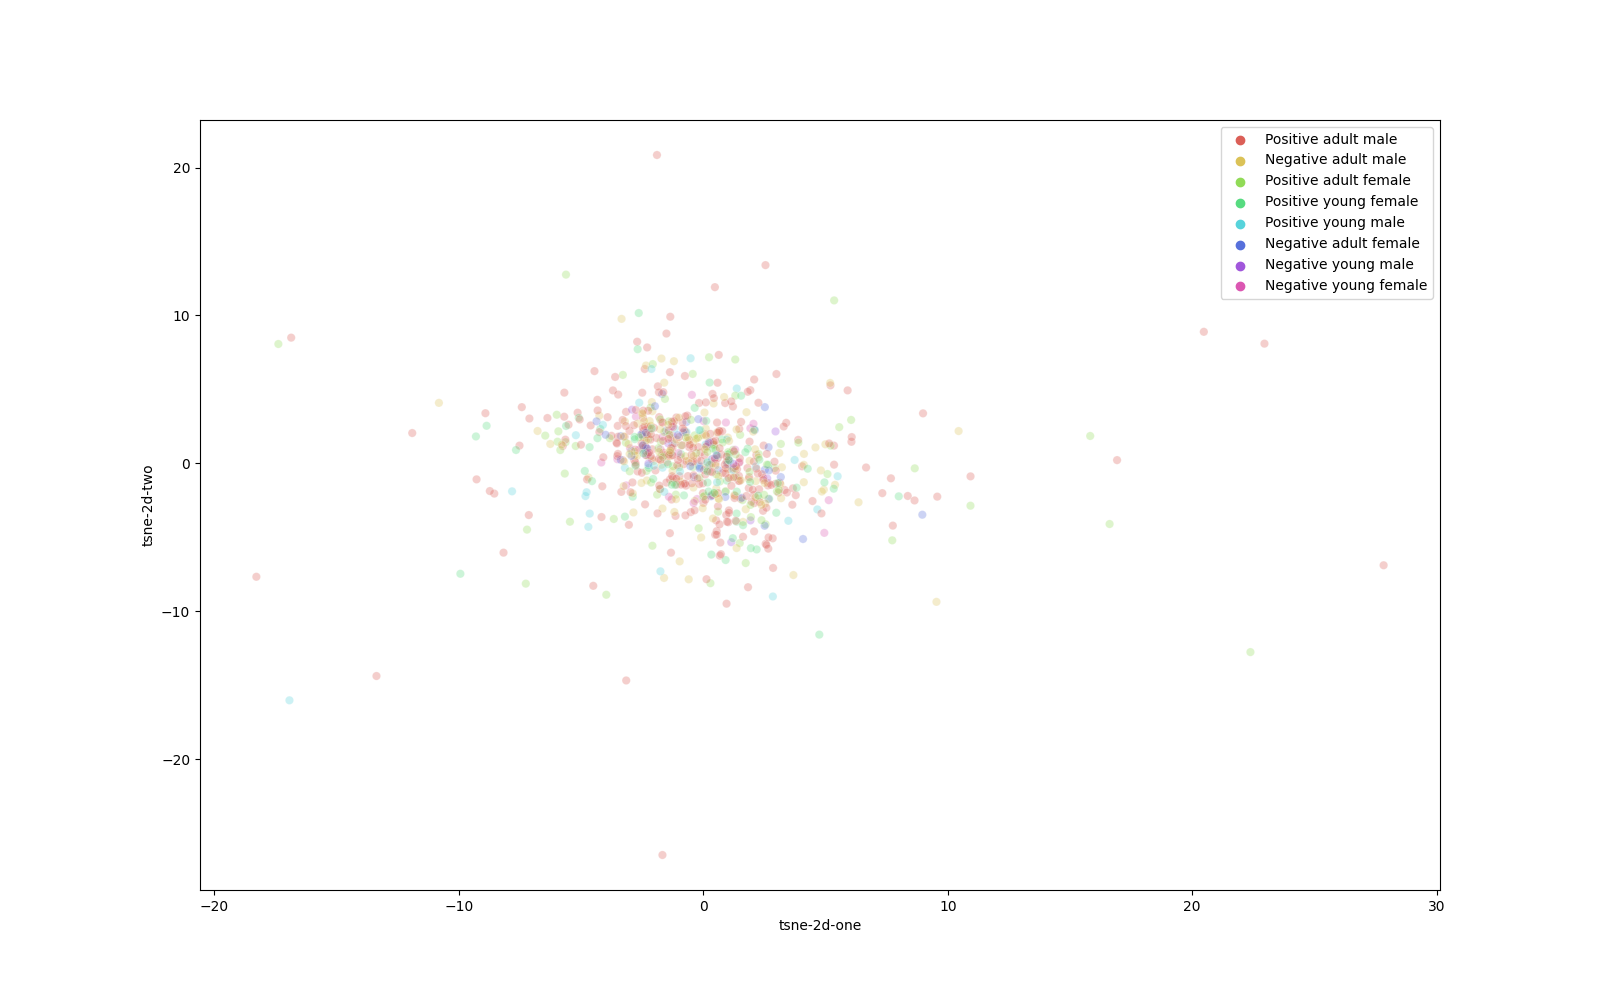 Positive adult male
Negative adult male
Positive adult female
Positive young female
Positive young male
Negative adult female
Negative young male
Negative young female
20
10
0
−10
−20
tsne-2d-two
−20
−10
0
10
20
30
tsne-2d-one